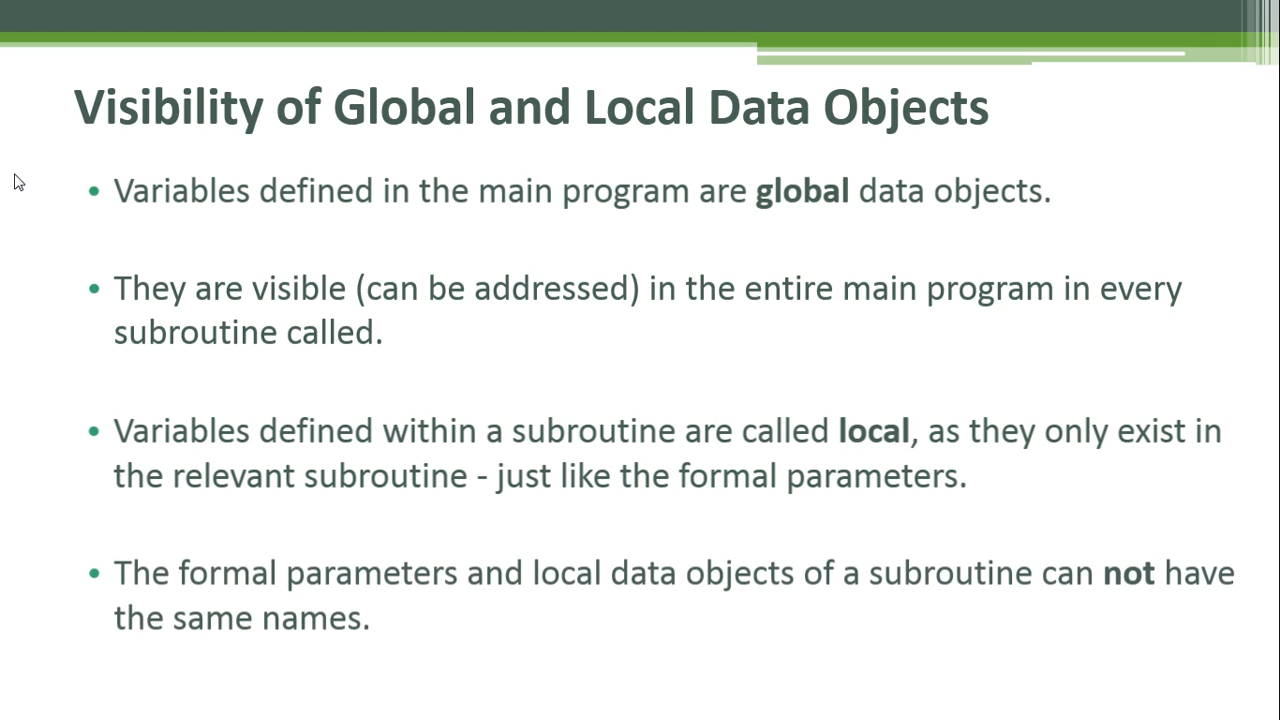 Visibility of Global and Local Data Objects
• Variables defined in the main program are global data objects.
• They are visible (can be addressed) in the entire main program in every
subroutine called.
• Variables defined within a subroutine are called local, as they only exist in
the relevant subroutine - just like the formal parameters.
• The formal parameters and local data objects of a subroutine can not have
the same names.